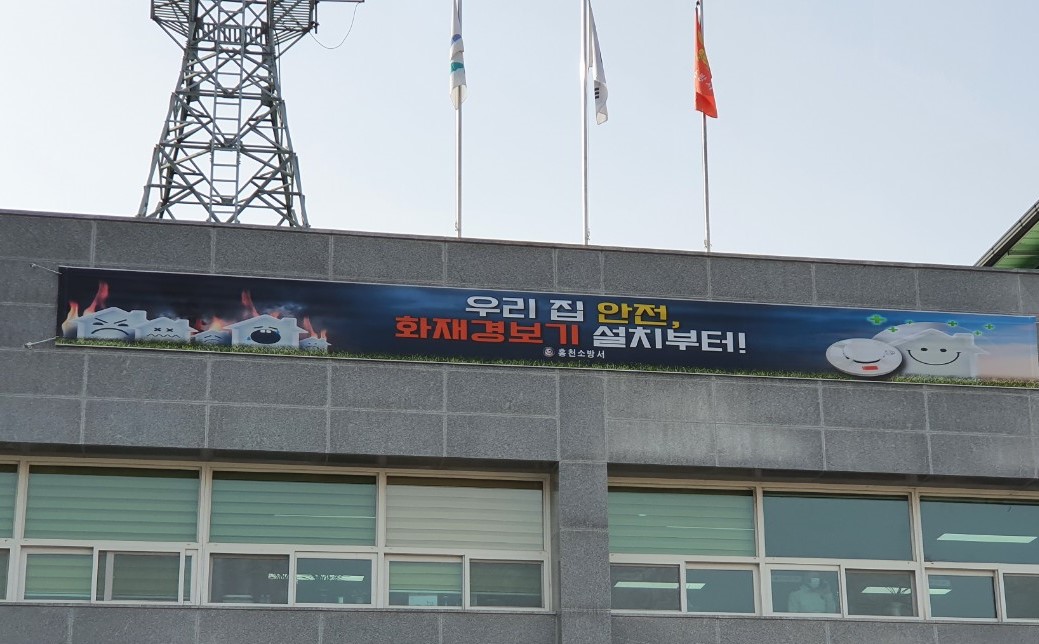 우리 집 안전,
화재경보기 설치부터!
홍천소방서